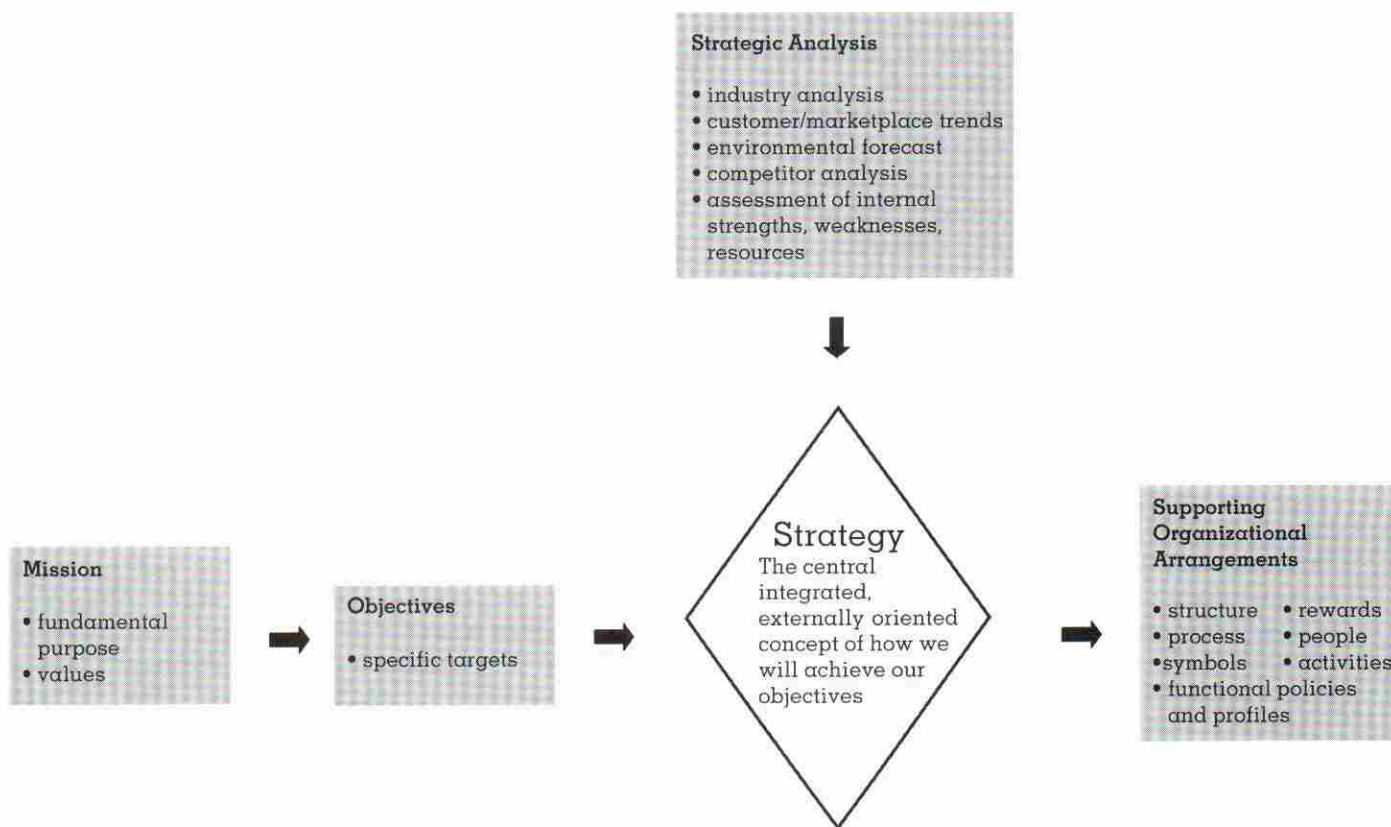 Strategic Analysis
• industry analysis
• customer/marketplace trends
• environmental forecast
• competitor analysis
• assessment of internal
strengths, weaknesses,
resources
Mission
• fundamental
purpose
• values
Objectives
• specific targets
Strategy
The central
integrated,
externally oriented
concept of how we
will achieve our
objectives
Supporting
Organizational
Arrangements
• structure • rewards
• process • people
• symbols • activities
• functional policies
and profiles